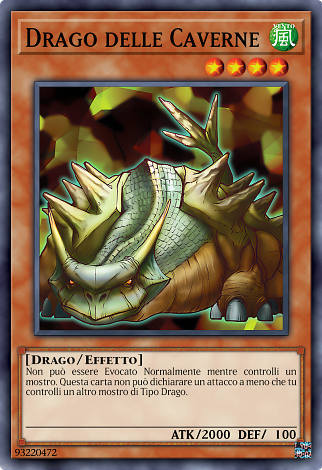 DRAGO DELLE CAVERNE
VENTO
風
[DRAGO/EFFETTO]
Non può essere Evocato Normalmente mentre controlli un
mostro. Questa carta non può dichiarare un attacco a meno che tu
controlli un altro mostro di Tipo Drago.
ATK/2000 DEF/ 100
93220472